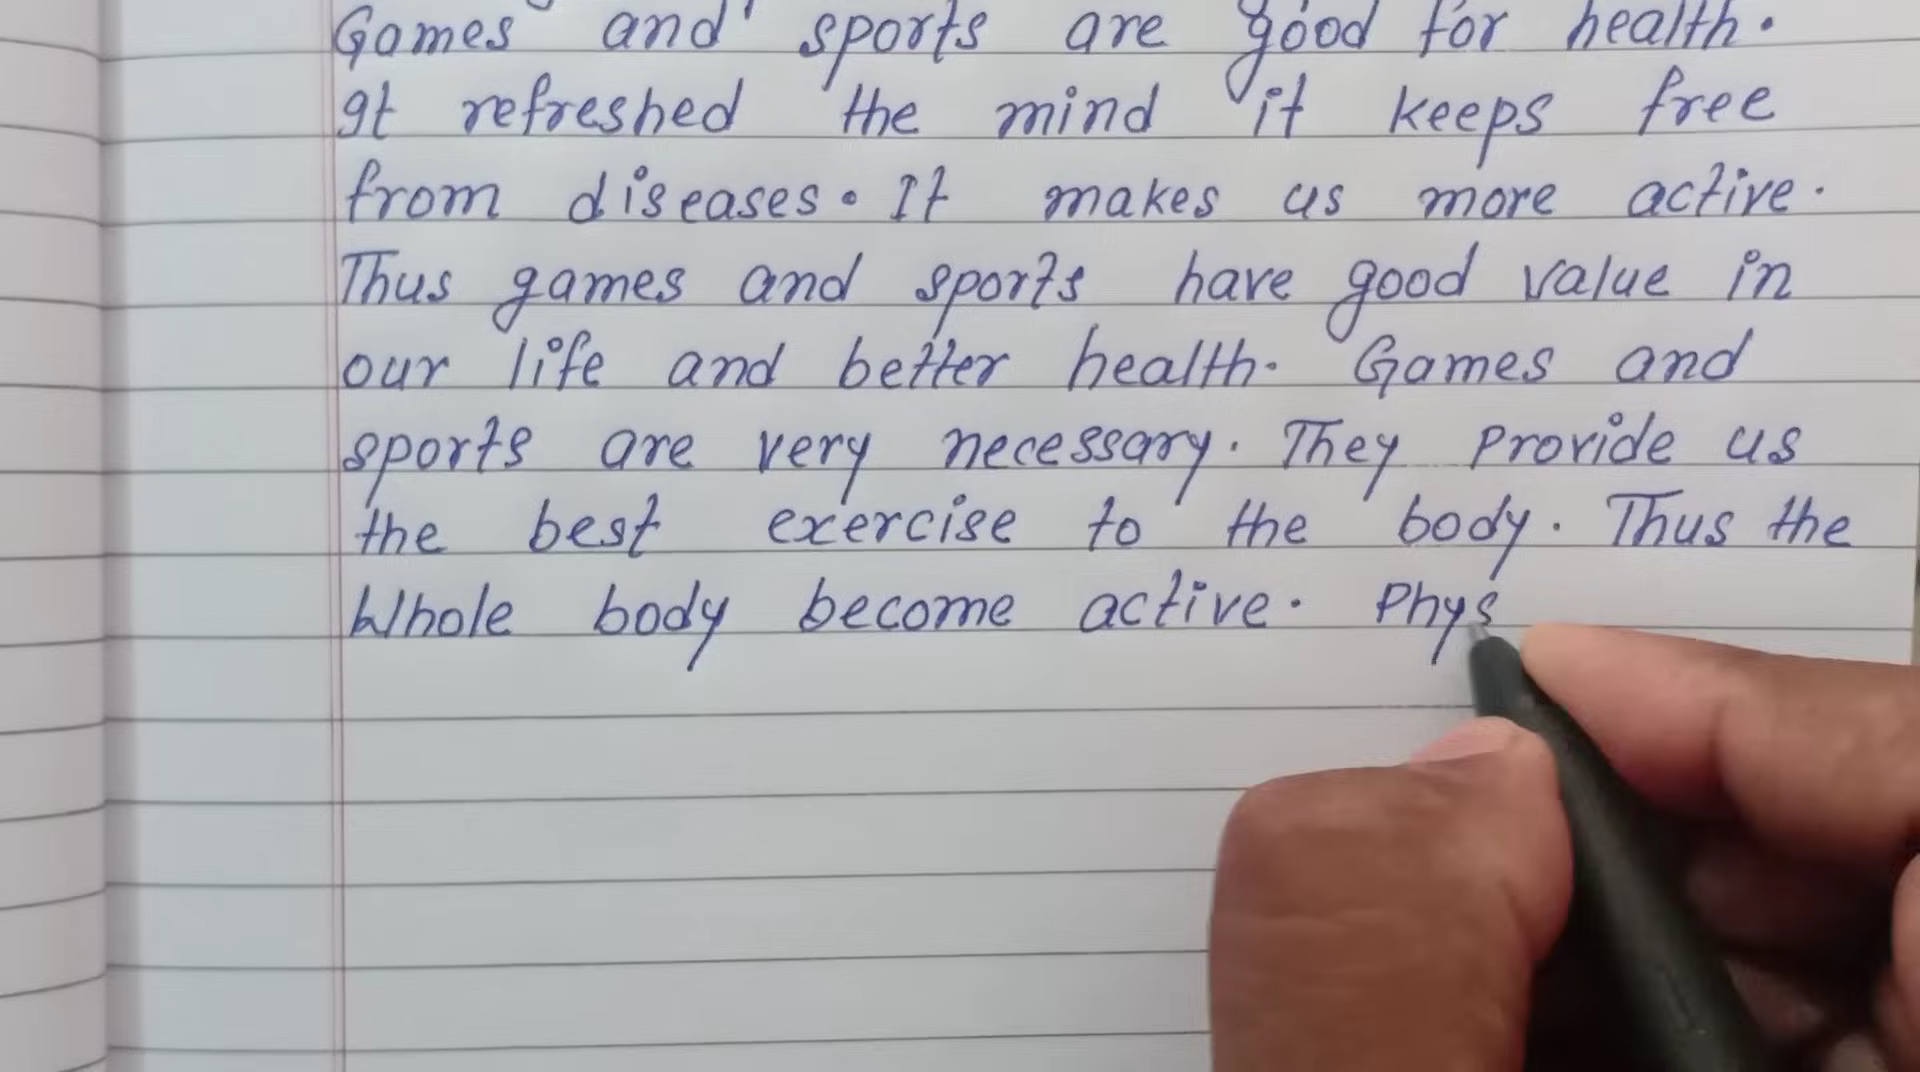 Games and sports are good for health.
It refreshed the mind it keeps free
from diseases. It makes us more active.
Thus games and sports have good value in
our life and better health. Games and
sports are very necessary. They Provide us
the best exercise to the body. Thus the
Whole body become active. Phys